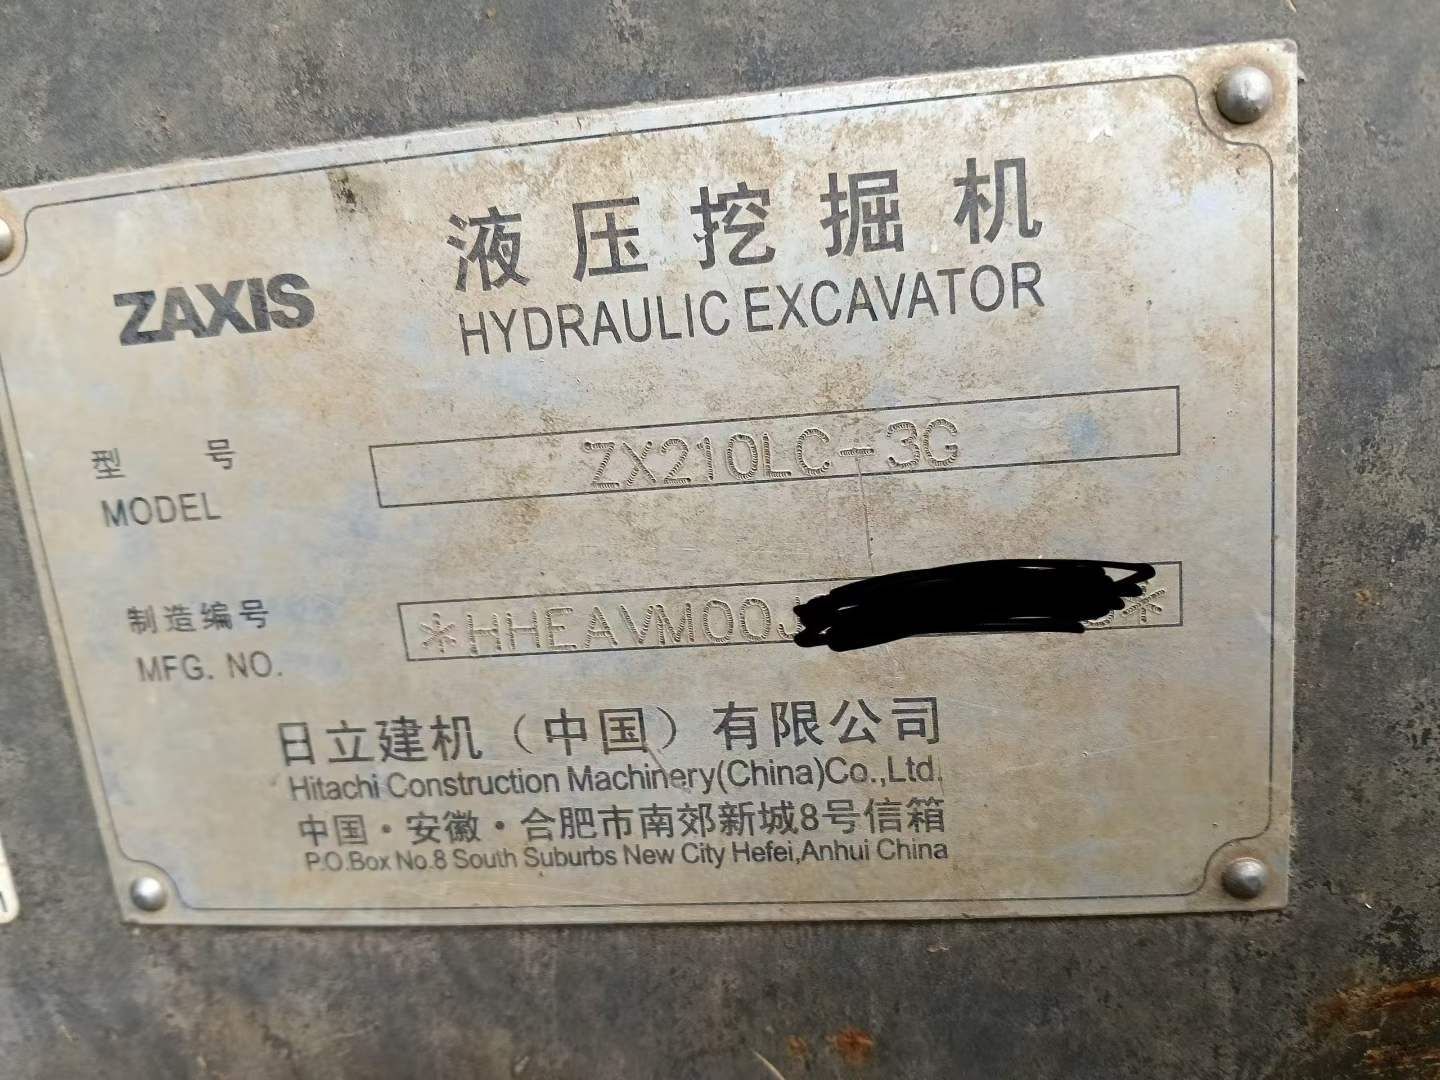 液压挖掘机
ZAXIS
HYDRAULIC EXCAVATOR
型号
ZX210LC-3G
MODEL
制造编号
*HHEAVM00J *
MFG. NO.
日立建机（中国）有限公司
Hitachi Construction Machinery(China)Co.,Ltd.
中国·安徽·合肥市南郊新城8号信箱
P.O.Box No.8 South Suburbs New City Hefei,Anhui China